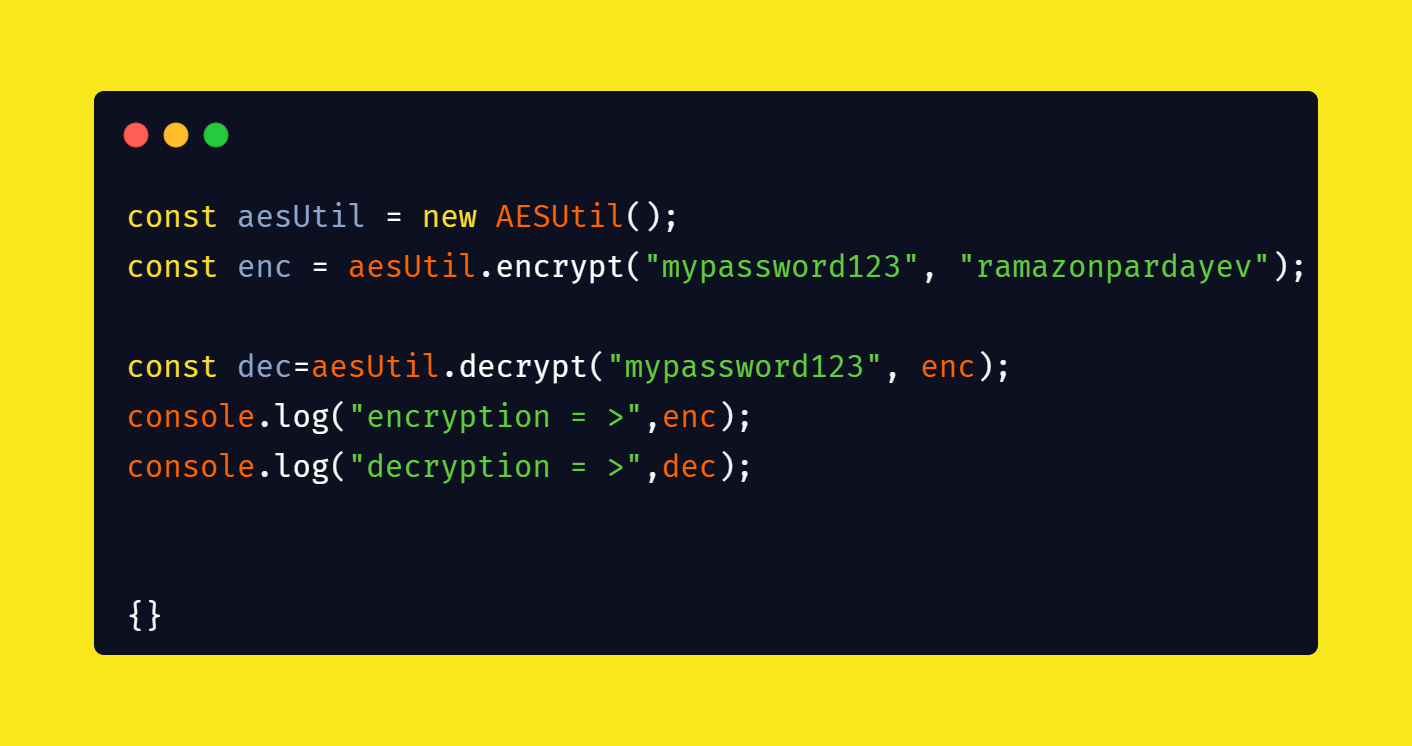 const aesUtil = new AESUtil();
const enc = aesUtil.encrypt("mypassword123", "ramazonpardayev");
const dec=aesUtil.decrypt("mypassword123", enc);
console.log("encryption = >",enc);
console.log("decryption = >",dec);
{}